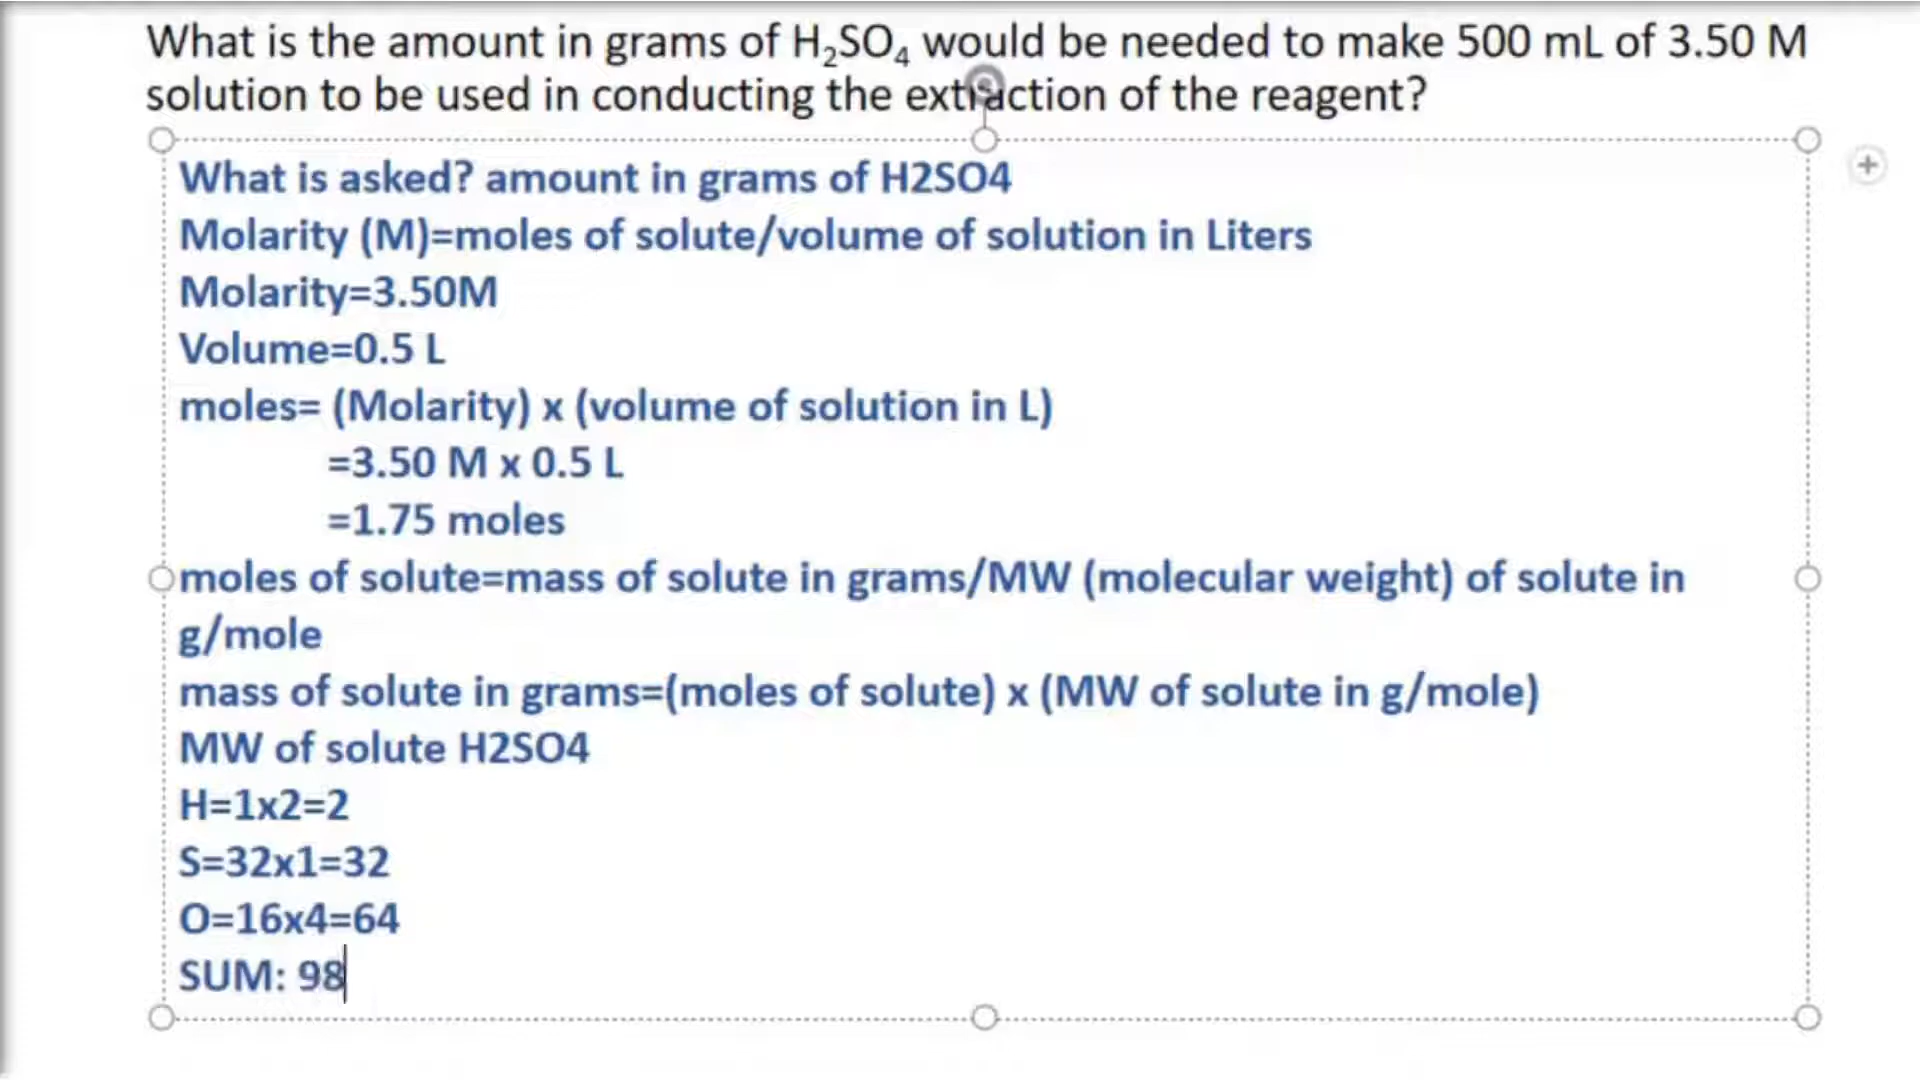 What is the amount in grams of H₂SO₄ would be needed to make 500 mL of 3.50 M
solution to be used in conducting the extraction of the reagent?
What is asked? amount in grams of H2SO4
Molarity (M)=moles of solute/volume of solution in Liters
Molarity=3.50M
Volume=0.5 L
moles= (Molarity) x (volume of solution in L)
=3.50 M x 0.5 L
=1.75 moles
moles of solute=mass of solute in grams/MW (molecular weight) of solute in
g/mole
mass of solute in grams=(moles of solute) x (MW of solute in g/mole)
MW of solute H2SO4
H=1x2=2
S=32x1=32
O=16x4=64
SUM: 98